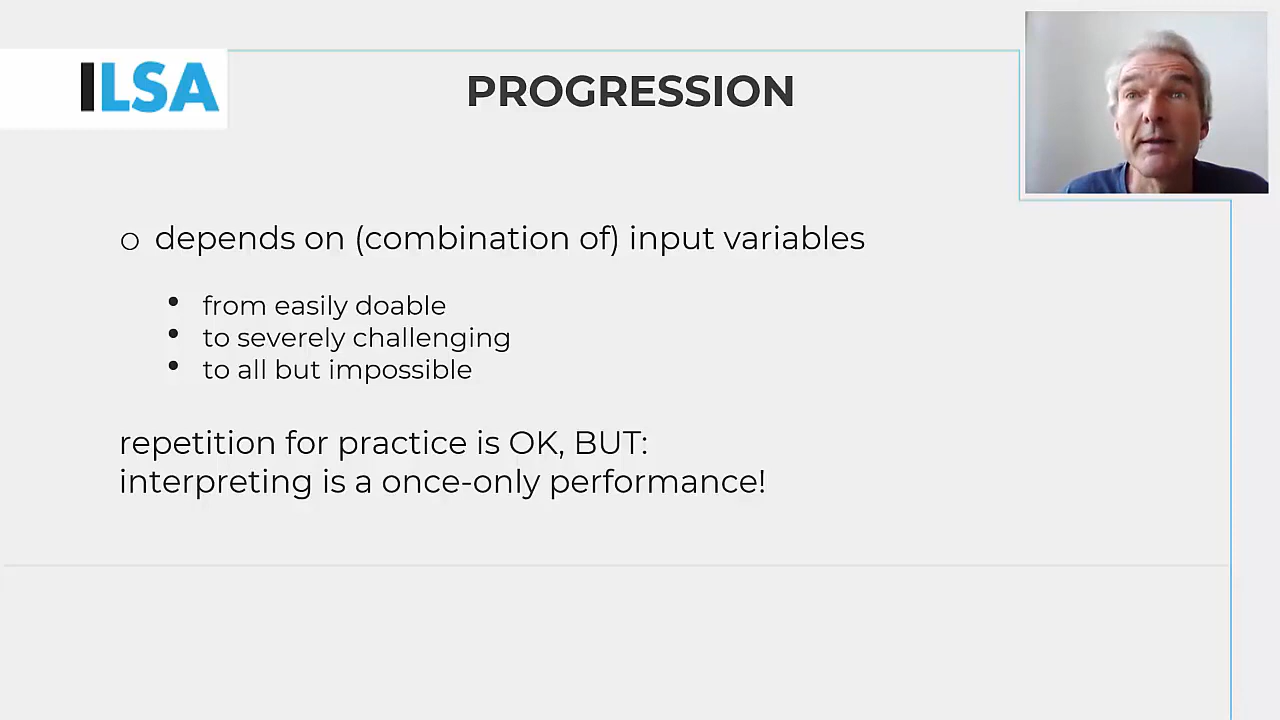 ILSA
PROGRESSION
o depends on (combination of) input variables
• from easily doable
• to severely challenging
• to all but impossible
repetition for practice is OK, BUT:
interpreting is a once-only performance!